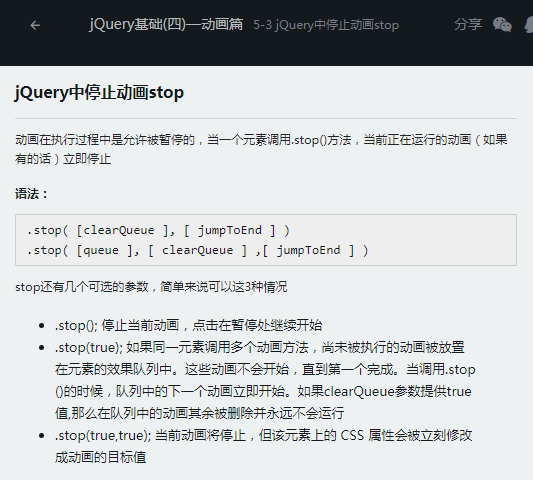 ← jQuery基础(四)—动画篇 5-3 jQuery中停止动画stop 分享
jQuery中停止动画stop
动画在执行过程中是允许被暂停的，当一个元素调用.stop()方法，当前正在运行的动画（如果
有的话）立即停止
语法：
.stop( [clearQueue ], [ jumpToEnd ] )
.stop( [queue ], [ clearQueue ] ,[ jumpToEnd ] )
stop还有几个可选的参数，简单来说可以这3种情况
• .stop(); 停止当前动画，点击在暂停处继续开始
• .stop(true); 如果同一元素调用多个动画方法，尚未被执行的动画被放置
在元素的效果队列中。这些动画不会开始，直到第一个完成。当调用.stop
()的时候，队列中的下一个动画立即开始。如果clearQueue参数提供true
值,那么在队列中的动画其余被删除并永远不会运行
• .stop(true,true); 当前动画将停止，但该元素上的 CSS 属性会被立刻修改
成动画的目标值